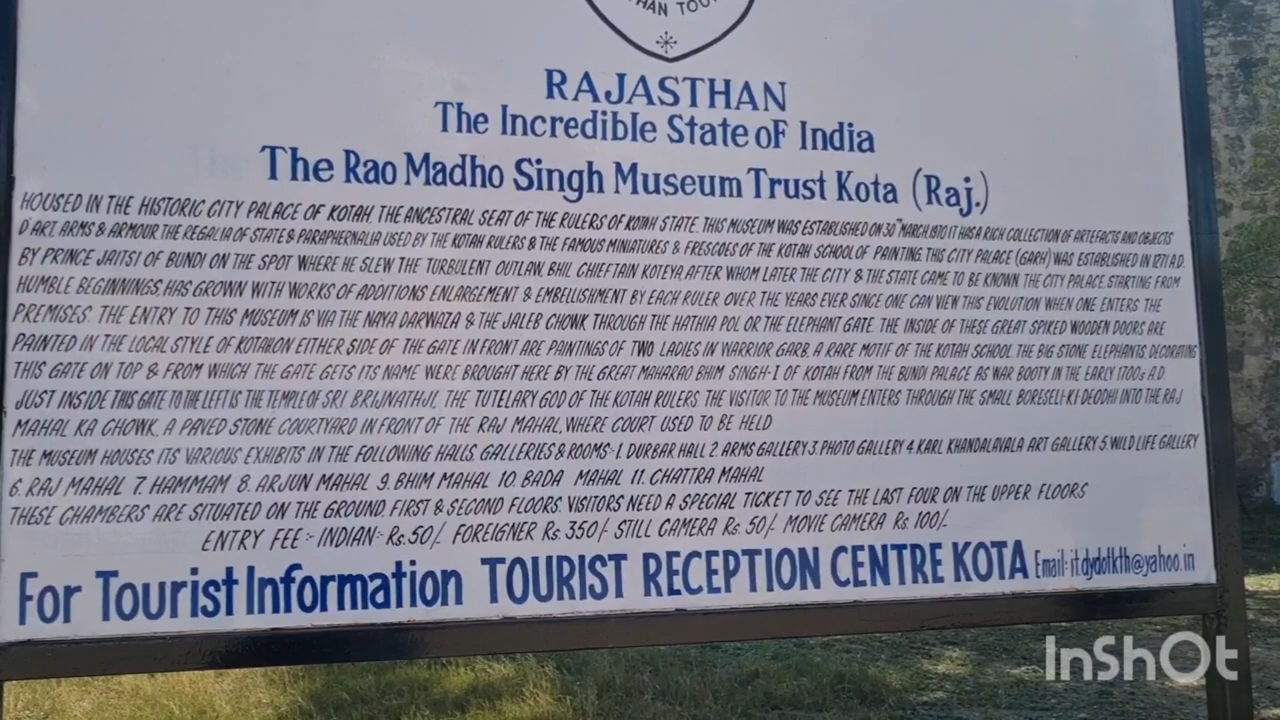 THAN TOU
RAJASTHAN
The Incredible State oF India
The Rao Madho Singh Museum Trust Kota (Raj.)
HOUSED IN THE HISTORIC CITY PALACE OF KOTAH, THE ANCESTRAL SEAT OF THE RULERS OF KOTAH STATE. THIS MUSEUM WAS ESTABLISHED ON 30TH MARCH, 1970 IT HAS A RICH COLLECTION OF ARTEFACTS AND OBJECTS
D'ART, ARMS & ARMOUR THE REGALIA OF STATE & PARAPHERNALIA USED BY THE KOTAH RULERS & THE FAMOUS MINIATURES & FRESCOES OF THE KOTAH SCHOOL OF PAINTING. THIS CITY PALACE (GARH) WAS ESTABLISHED IN 1271 A.D.
BY PRINCE JAITSI OF BUNDI ON THE SPOT WHERE HE SLEW THE TURBULENT OUTLAW, BHIL CHIEFTAIN KOTEYA, AFTER WHOM LATER THE CITY & THE STATE CAME TO BE KNOWN. THE CITY PALACE, STARTING FROM
HUMBLE BEGINNINGS, HAS GROWN WITH WORKS OF ADDITIONS ENLARGEMENT & EMBELLISHMENT BY EACH RULER OVER THE YEARS EVER SINCE ONE CAN VIEW THIS EVOLUTION WHEN ONE ENTERS THE
PREMISES. THE ENTRY TO THIS MUSEUM IS VIA THE NAYA DARWAZA & THE JALEB CHOWK THROUGH THE HATHIA POL OR THE ELEPHANT GATE. THE INSIDE OF THESE GREAT SPIKED WOODEN DOORS ARE
PAINTED IN THE LOCAL STYLE OF KOTAH.ON EITHER SIDE OF THE GATE IN FRONT ARE PAINTINGS OF TWO LADIES IN WARRIOR GARB, A RARE MOTIF OF THE KOTAH SCHOOL. THE BIG STONE ELEPHANTS, DECORATING
THIS GATE ON TOP & FROM WHICH THE GATE GETS ITS NAME WERE BROUGHT HERE BY THE GREAT MAHARAO BHIM SINGH-I OF KOTAH FROM THE BUNDI PALACE AS WAR BOOTY IN THE EARLY 1700s A.D.
JUST INSIDE THIS GATE TO THE LEFT IS THE TEMPLE OF SRI BRIJNATHJI, THE TUTELARY GOD OF THE KOTAH RULERS THE VISITOR TO THE MUSEUM ENTERS THROUGH THE SMALL BORESELI-KI DEODHI INTO THE RAJ
MAHAL KA CHOWK, A PAVED STONE COURTYARD IN FRONT OF THE RAJ MAHAL, WHERE COURT USED TO BE HELD
THE MUSEUM HOUSES ITS VARIOUS EXHIBITS IN THE FOLLOWING HALLS, GALLERIES & ROOMS:- 1. DURBAR HALL 2. ARMS GALLERY 3. PHOTO GALLERY 4. KARL KHANDALAVALA ART GALLERY 5. WILD LIFE GALLERY
6. RAJ MAHAL 7. HAMMAM 8. ARJUN MAHAL 9. BHIM MAHAL 10. BADA MAHAL 11. CHATTRA MAHAL
THESE CHAMBERS ARE SITUATED ON THE GROUND, FIRST & SECOND FLOORS. VISITORS NEED A SPECIAL TICKET TO SEE THE LAST FOUR ON THE UPPER FLOORS
ENTRY FEE :- INDIAN:- Rs. 50/- FOREIGNER Rs. 350/- STILL CAMERA Rs. 50/- MOVIE CAMERA Rs. 100/-
For Tourist Information TOURIST RECEPTION CENTRE KOTA Email: itdydofkth@yahoo.in
InShOt